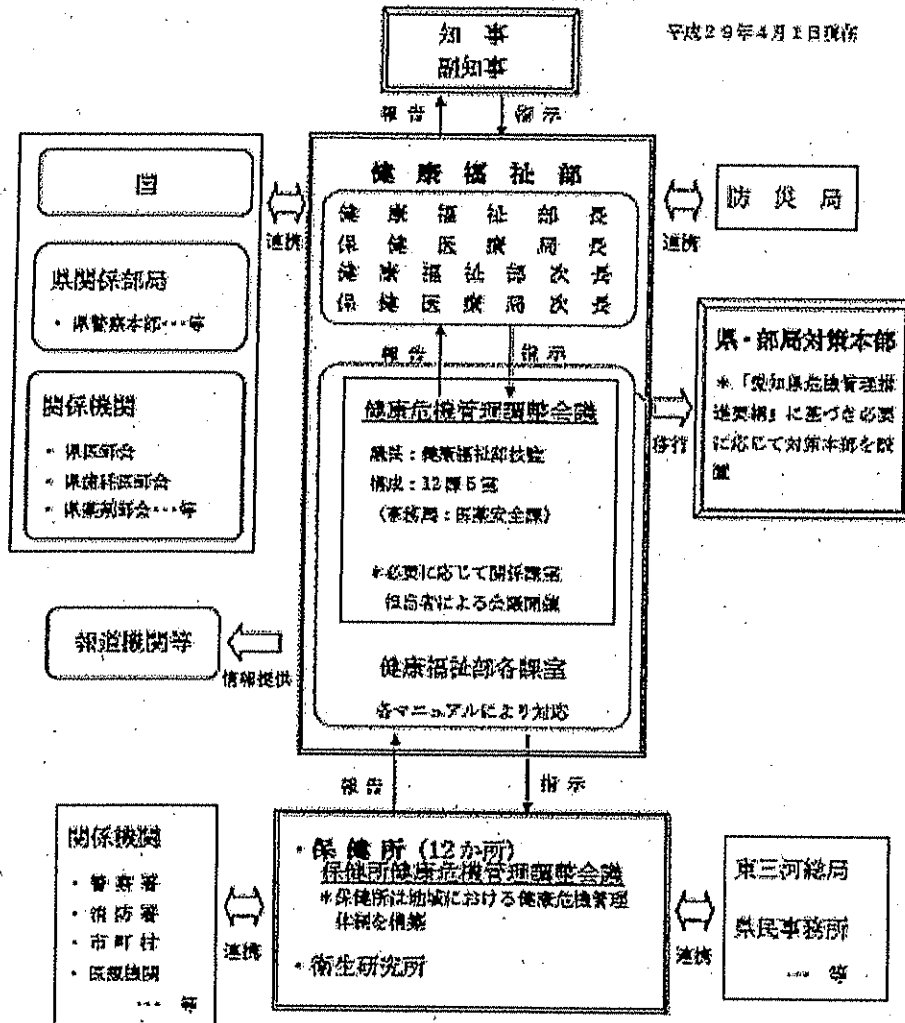 平成29年4月1日現在
知事
副知事
報告
指示
国
県関係部局
・県警察本部…等
関係機関
・県医師会
・県歯科医師会
・県薬剤師会…等
連携
健康福祉部
健康福祉部長
保健医療局長
健康福祉部次長
保健医療局次長
報告
指示
連携
防災局
健康危機管理調整会議
議長：健康福祉部技監
構成：12課5室
（事務局：医薬安全課）
*必要に応じて関係課室
担当者による会議開催
健康福祉部各課室
各マニュアルにより対応
移行
県・部局対策本部
*「愛知県危機管理推
進要綱」に基づき必要
に応じて対策本部を設
置
報道機関等
情報提供
報告
指示
関係機関
・警察署
・消防署
・市町村
・医療機関
… 等
連携
・保健所(12か所)
保健所健康危機管理調整会議
*保健所は地域における健康危機管理
体制を構築
・衛生研究所
連携
東三河総局
県民事務所
… 等